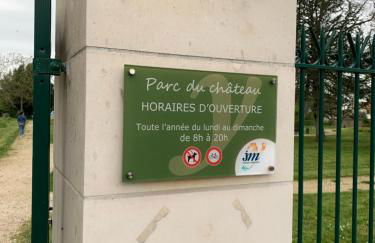 Parc du château
HORAIRES D'OUVERTURE
Toute l'année du lundi au dimanche
de 8h à 20h